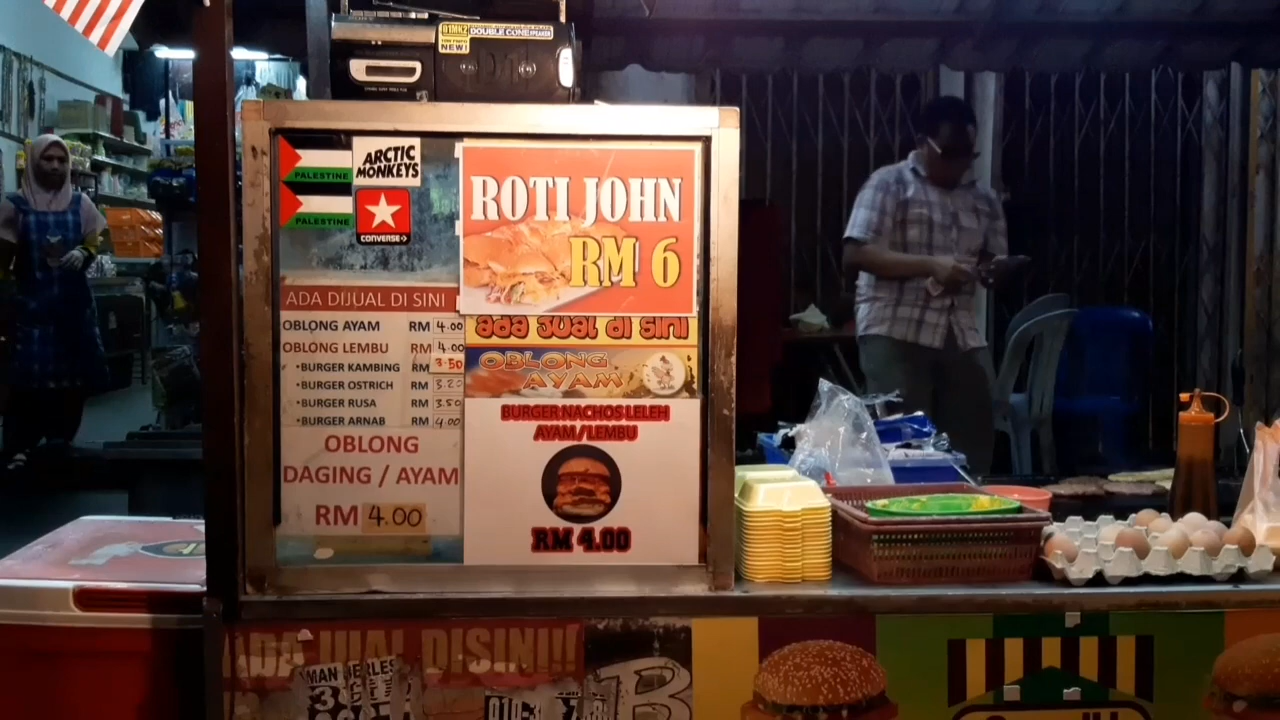 DOUBLE CONE SPEAKER
NEW!
PALESTINE
PALESTINE
ARCTIC
MONKEYS
CONVERSE
ROTI JOHN
RM 6
ADA DIJUAL DI SINI
OBLONG AYAM RM 4.00
OBLONG LEMBU RM 4.00
•BURGER KAMBING RM 3.50
•BURGER OSTRICH RM 3.20
•BURGER RUSA RM 3.50
•BURGER ARNAB RM 4.00
OBLONG
DAGING / AYAM
RM 4.00
ada jual di sini
OBLONG
AYAM
BURGER NACHOS LELEH
AYAM/LEMBU
RM 4.00
ADA JUAL DISINI!!
B